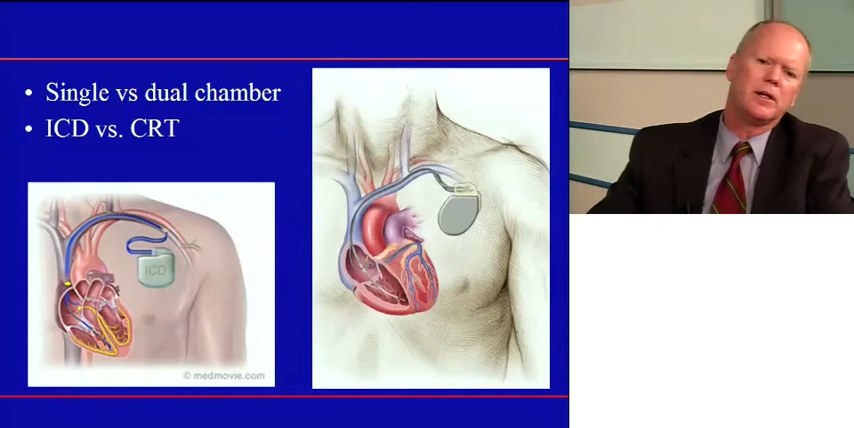 • Single vs dual chamber
• ICD vs. CRT
ICD
© medmovie.com